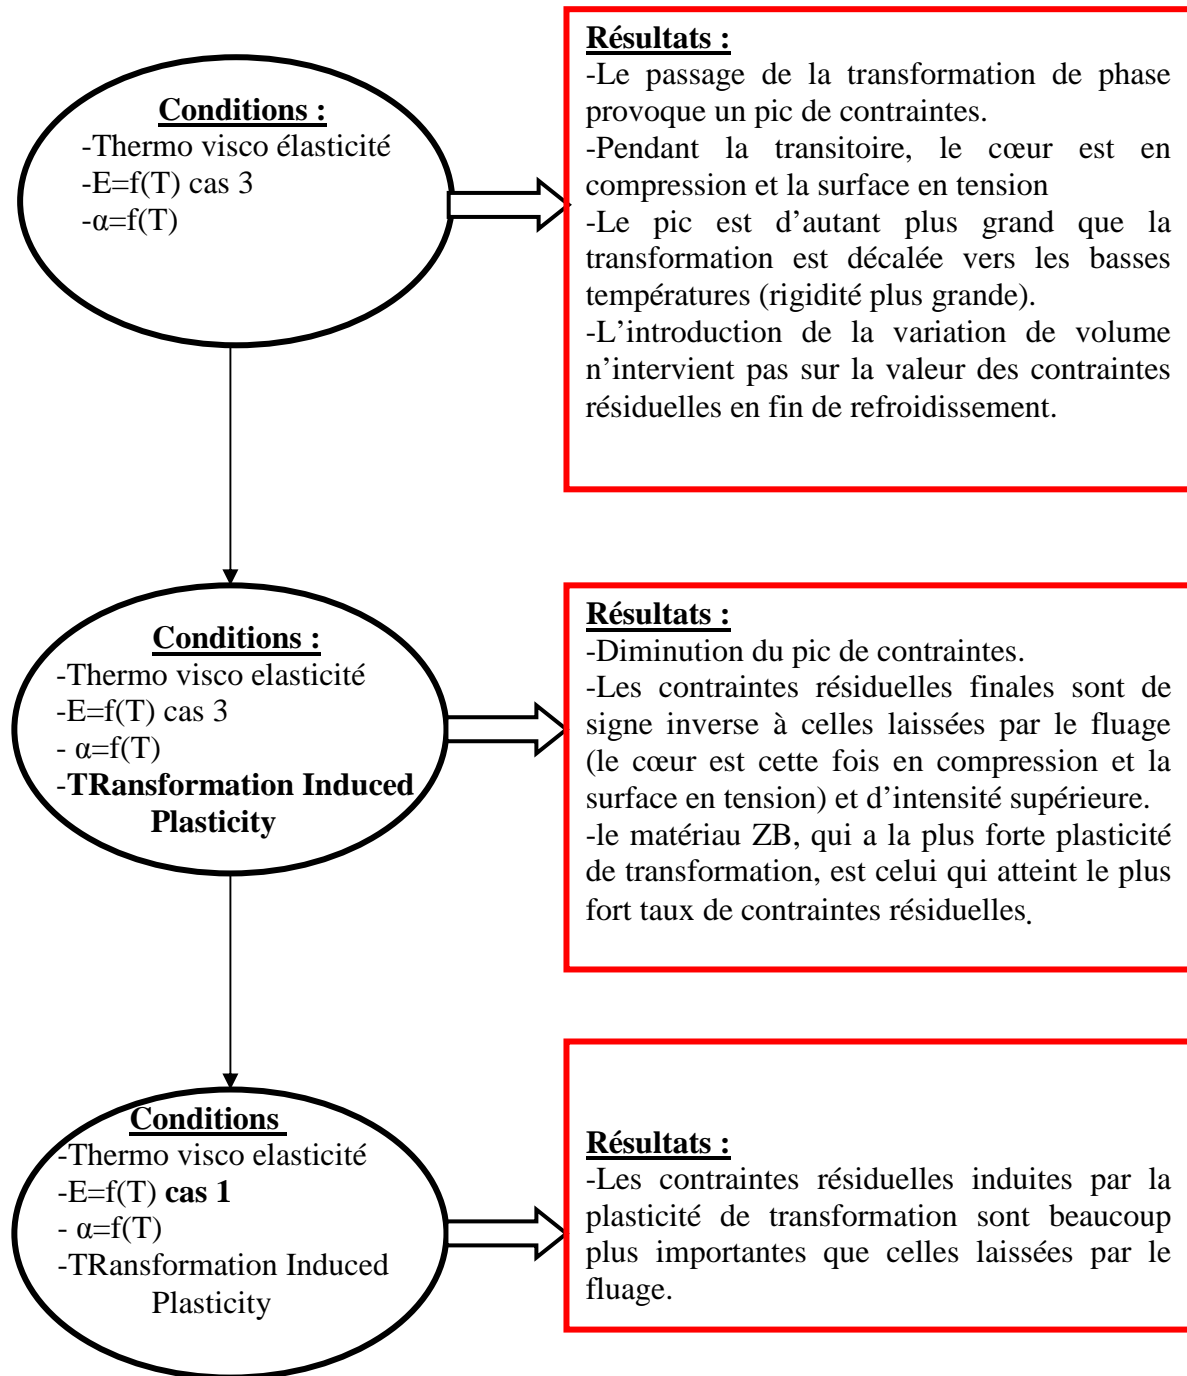 Conditions :
-Thermo visco élasticité
-E=f(T) cas 3
-α=f(T)
Résultats :
-Le passage de la transformation de phase
provoque un pic de contraintes.
-Pendant la transitoire, le cœur est en
compression et la surface en tension
-Le pic est d’autant plus grand que la
transformation est décalée vers les basses
températures (rigidité plus grande).
-L’introduction de la variation de volume
n’intervient pas sur la valeur des contraintes
résiduelles en fin de refroidissement.
Conditions :
-Thermo visco elasticité
-E=f(T) cas 3
- α=f(T)
-TRansformation Induced
Plasticity
Résultats :
-Diminution du pic de contraintes.
-Les contraintes résiduelles finales sont de
signe inverse à celles laissées par le fluage
(le cœur est cette fois en compression et la
surface en tension) et d’intensité supérieure.
-le matériau ZB, qui a la plus forte plasticité
de transformation, est celui qui atteint le plus
fort taux de contraintes résiduelles.
Conditions
-Thermo visco elasticité
-E=f(T) cas 1
- α=f(T)
-TRansformation Induced
Plasticity
Résultats :
-Les contraintes résiduelles induites par la
plasticité de transformation sont beaucoup
plus importantes que celles laissées par le
fluage.